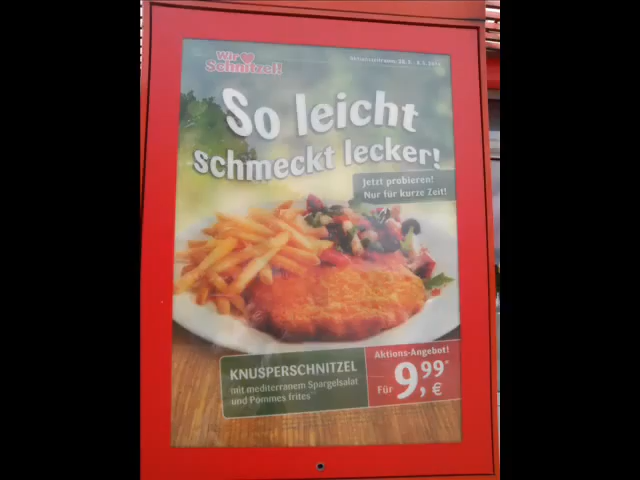 Wir
Schnitzel!
So leicht
schmeckt lecker!
Jetzt probieren!
Nur für kurze Zeit!
KNUSPERSCHNITZEL
mit mediterranem Spargelsalat
und Pommes frites
Aktions-Angebot!
Für 9,99* €